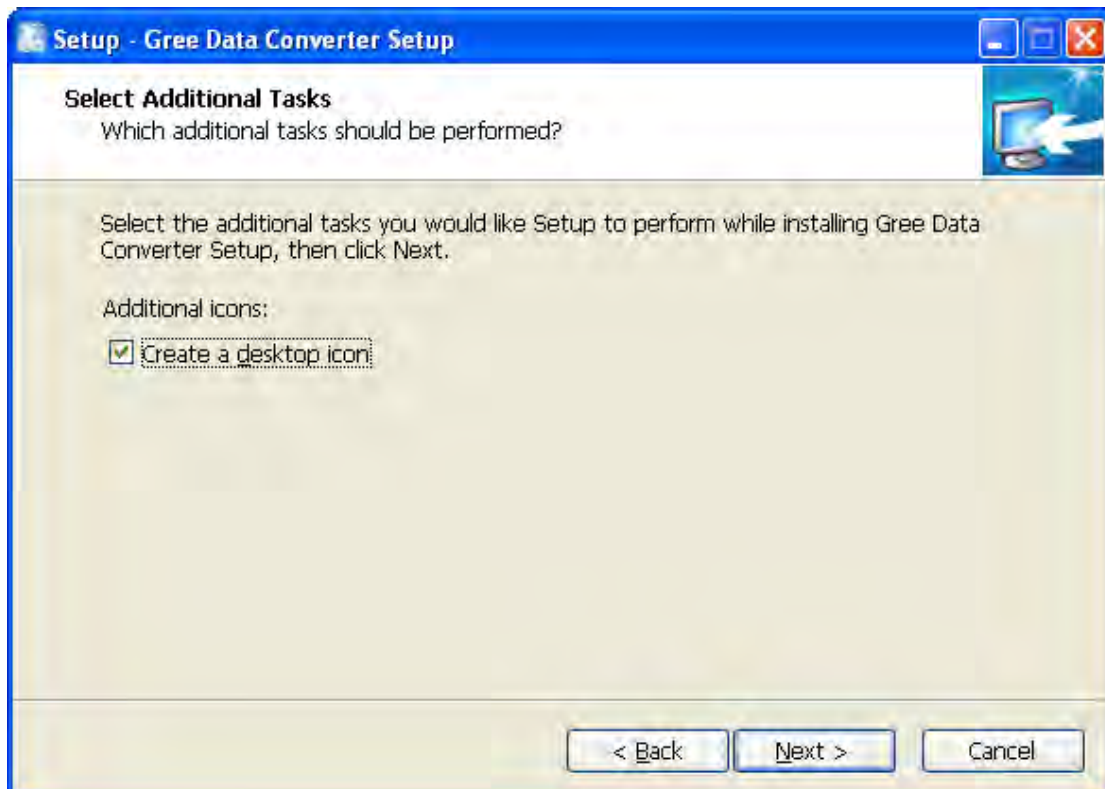 Setup - Gree Data Converter Setup
Select Additional Tasks
Which additional tasks should be performed?
Select the additional tasks you would like Setup to perform while installing Gree Data
Converter Setup, then click Next.
Additional icons:
Create a desktop icon
< Back
Next >
Cancel